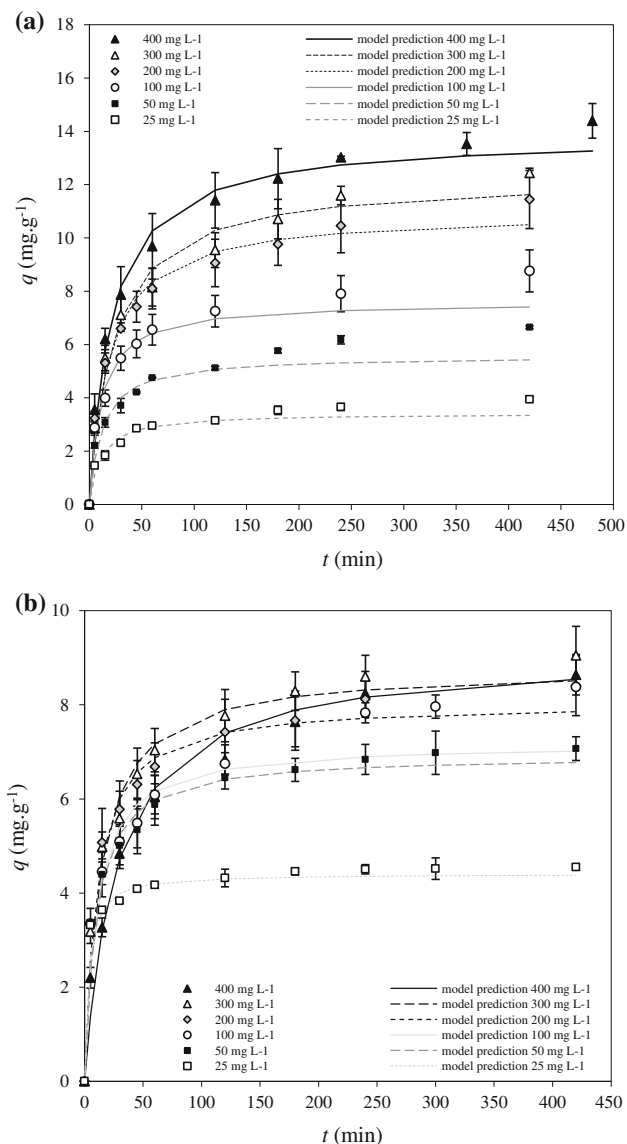 (a)
18
16
14
12
10
8
6
4
2
0
q (mg.g-1)
400 mg L-1 model prediction 400 mg L-1
300 mg L-1 model prediction 300 mg L-1
200 mg L-1 model prediction 200 mg L-1
100 mg L-1 model prediction 100 mg L-1
50 mg L-1 model prediction 50 mg L-1
25 mg L-1 model prediction 25 mg L-1
0 50 100 150 200 250 300 350 400 450 500
t (min)
(b)
10
8
6
4
2
0
q (mg.g-1)
400 mg L-1 model prediction 400 mg L-1
300 mg L-1 model prediction 300 mg L-1
200 mg L-1 model prediction 200 mg L-1
100 mg L-1 model prediction 100 mg L-1
50 mg L-1 model prediction 50 mg L-1
25 mg L-1 model prediction 25 mg L-1
0 50 100 150 200 250 300 350 400 450
t (min)